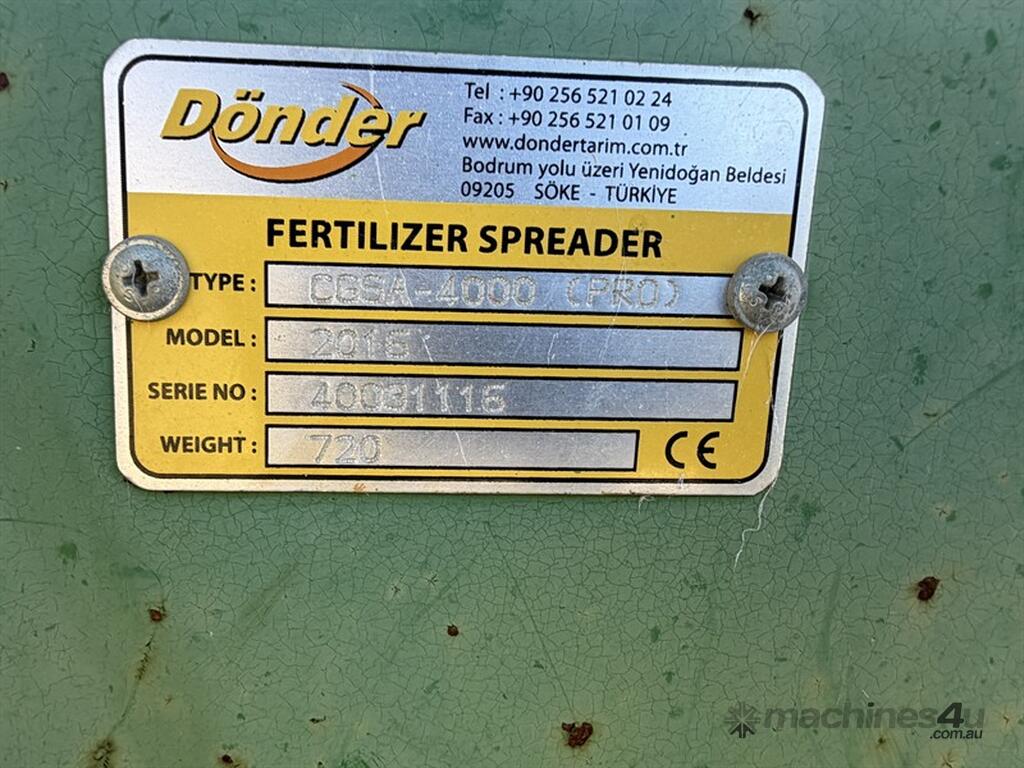 Dönder
Tel : +90 256 521 02 24
Fax : +90 256 521 01 09
www.dondertarim.com.tr
Bodrum yolu üzeri Yenidoğan Beldesi
09205 SÖKE - TÜRKİYE
FERTILIZER SPREADER
TYPE : CGSA-4000 (PRO)
MODEL : 2015
SERIE NO : 40031115
WEIGHT : 720 CE
machines4u
.com.au